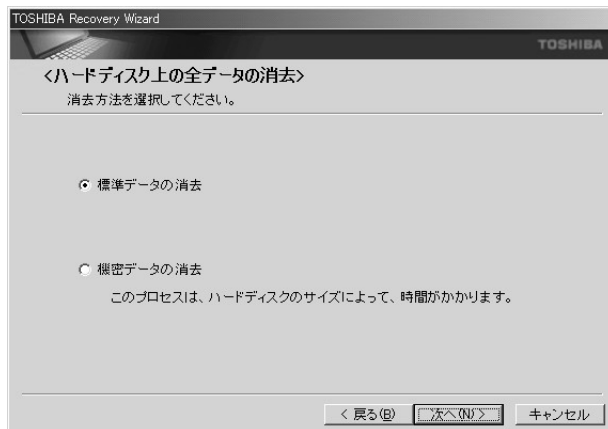 TOSHIBA Recovery Wizard
TOSHIBA
<ハードディスク上の全データの消去>
消去方法を選択してください。
標準データの消去
機密データの消去
このプロセスは、ハードディスクのサイズによって、時間がかかります。
< 戻る(B) 次へ(N) > キャンセル